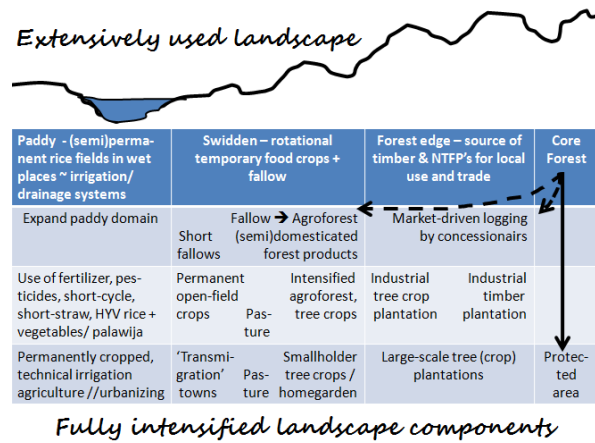 Extensively used landscape
Paddy - (semi)perma-
nent rice fields in wet
places ~ irrigation/
drainage systems
Swidden – rotational
temporary food crops +
fallow
Forest edge – source of
timber & NTFP's for local
use and trade
Core
Forest
Expand paddy domain
Fallow → Agroforest
Short (semi)domesticated
fallows forest products
Market-driven logging
by concessionairs
Use of fertilizer, pes-
ticides, short-cycle,
short-straw, HYV rice +
vegetables/ palawija
Permanent Intensified
open-field agroforest,
crops Pas- tree crops
ture
Industrial Industrial
tree crop timber
plantation plantation
Permanently cropped,
technical irrigation
agriculture //urbanizing
'Transmi- Smallholder
gration' Pas- tree crops /
towns ture homegarden
Large-scale tree (crop)
plantations
Protec-
ted
area
Fully intensified landscape components